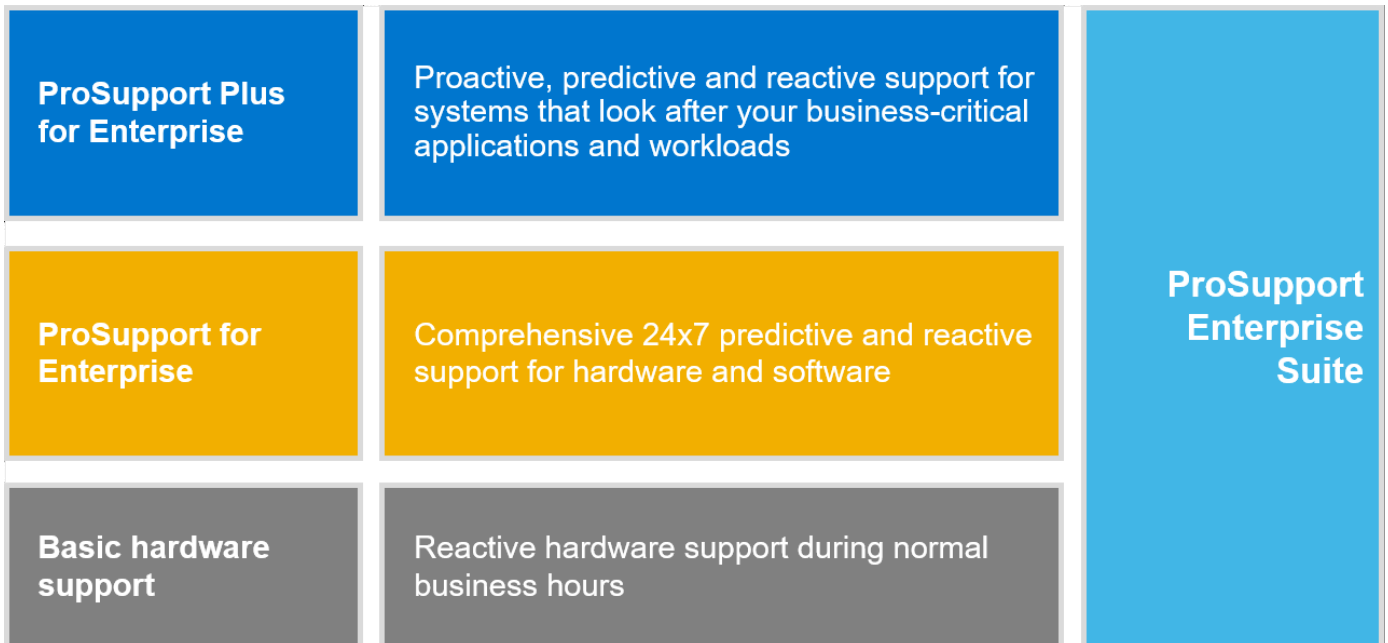 ProSupport Plus
for Enterprise
Proactive, predictive and reactive support for
systems that look after your business-critical
applications and workloads
ProSupport for
Enterprise
Comprehensive 24x7 predictive and reactive
support for hardware and software
Basic hardware
support
Reactive hardware support during normal
business hours
ProSupport
Enterprise
Suite